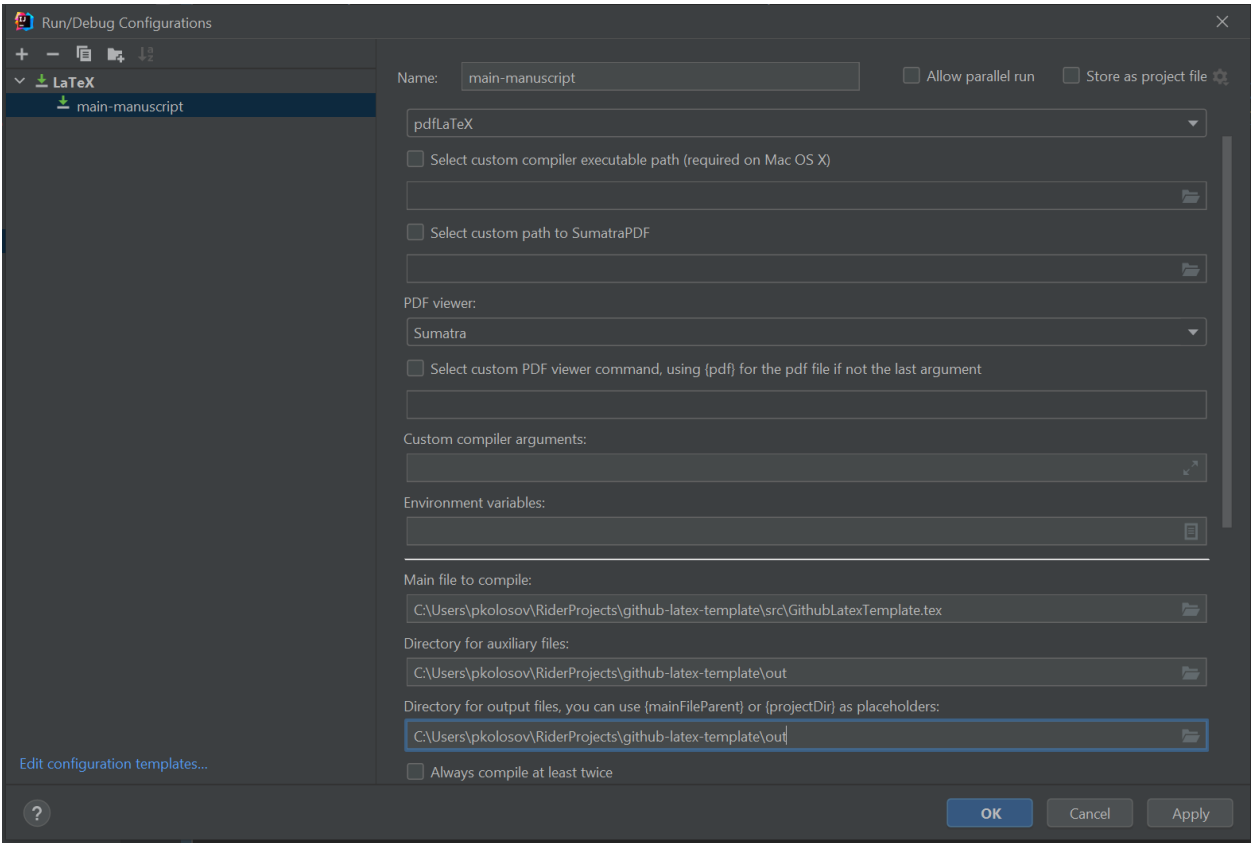 Run/Debug Configurations
LaTeX
main-manuscript
Name: main-manuscript Allow parallel run Store as project file
pdfLaTeX
Select custom compiler executable path (required on Mac OS X)
Select custom path to SumatraPDF
PDF viewer:
Sumatra
Select custom PDF viewer command, using {pdf} for the pdf file if not the last argument
Custom compiler arguments:
Environment variables:
Main file to compile:
C:\Users\pkolosov\RiderProjects\github-latex-template\src\GithubLatexTemplate.tex
Directory for auxiliary files:
C:\Users\pkolosov\RiderProjects\github-latex-template\out
Directory for output files, you can use {mainFileParent} or {projectDir} as placeholders:
C:\Users\pkolosov\RiderProjects\github-latex-template\out
Always compile at least twice
Edit configuration templates...
? OK Cancel Apply